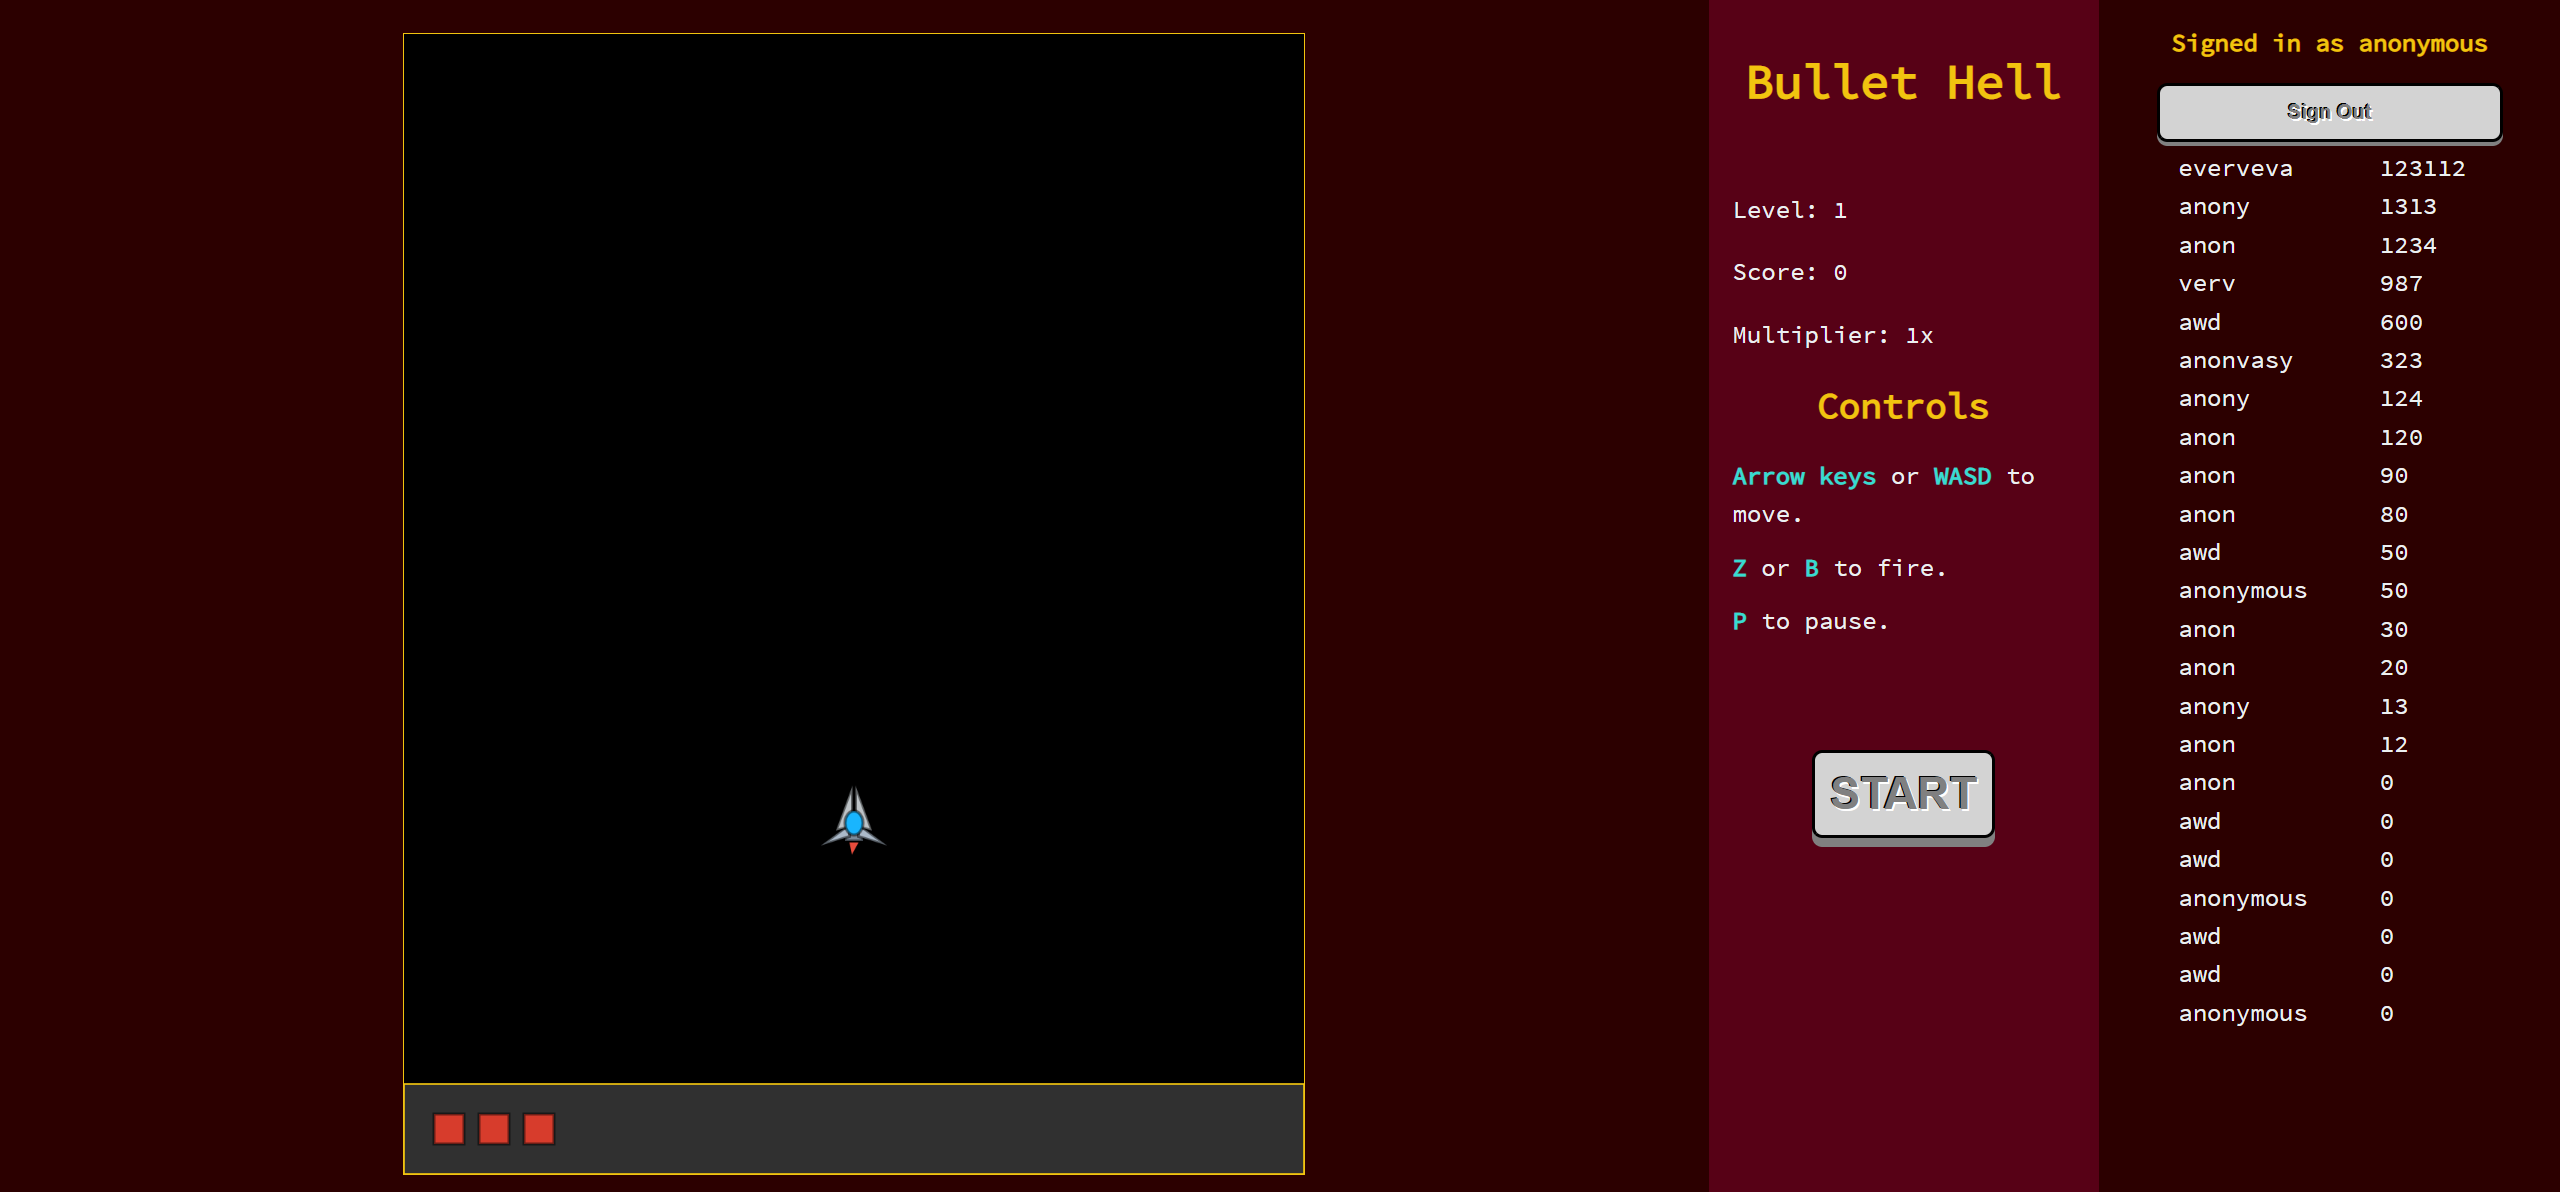 Bullet Hell
Level: 1
Score: 0
Multiplier: 1x
Controls
Arrow keys or WASD to
move.
Z or B to fire.
P to pause.
START
Signed in as anonymous
Sign Out
everveva 123112
anony 1313
anon 1234
verv 987
awd 600
anonvasy 323
anony 124
anon 120
anon 90
anon 80
awd 50
anonymous 50
anon 30
anon 20
anony 13
anon 12
anon 0
awd 0
awd 0
anonymous 0
awd 0
awd 0
anonymous 0